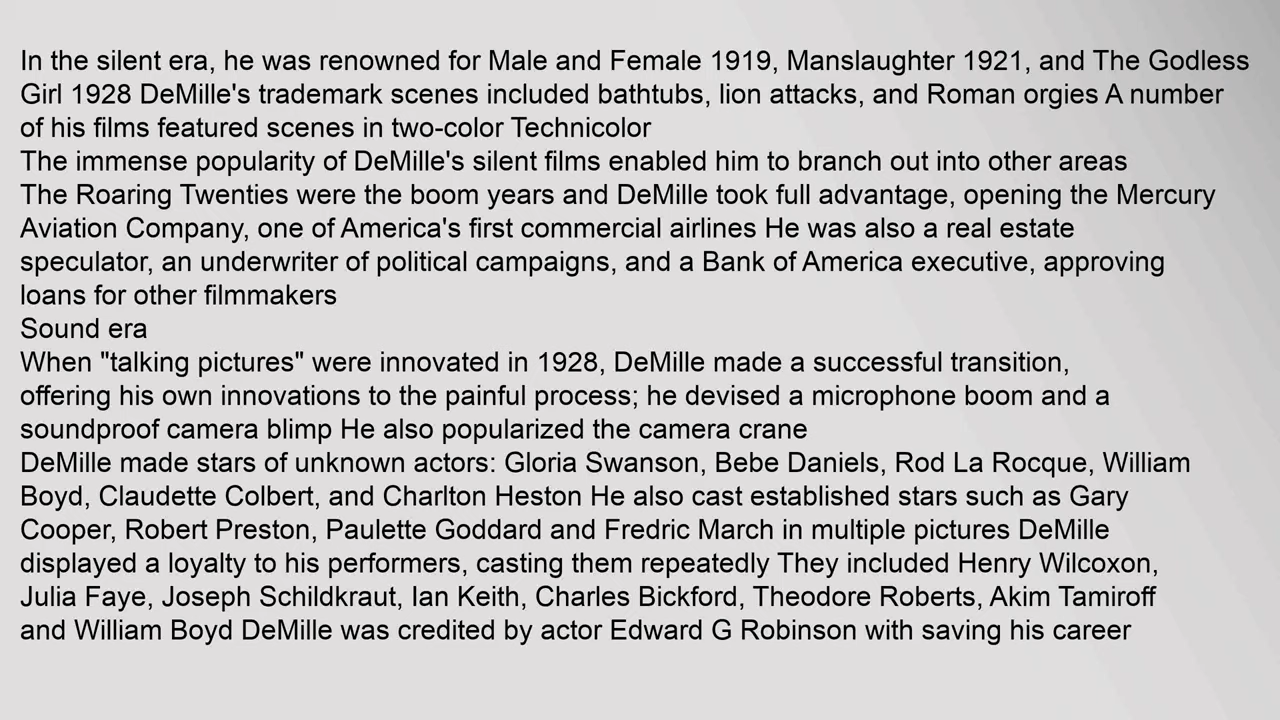 In the silent era, he was renowned for Male and Female 1919, Manslaughter 1921, and The Godless
Girl 1928 DeMille's trademark scenes included bathtubs, lion attacks, and Roman orgies A number
of his films featured scenes in two-color Technicolor
The immense popularity of DeMille's silent films enabled him to branch out into other areas
The Roaring Twenties were the boom years and DeMille took full advantage, opening the Mercury
Aviation Company, one of America's first commercial airlines He was also a real estate
speculator, an underwriter of political campaigns, and a Bank of America executive, approving
loans for other filmmakers
Sound era
When "talking pictures" were innovated in 1928, DeMille made a successful transition,
offering his own innovations to the painful process; he devised a microphone boom and a
soundproof camera blimp He also popularized the camera crane
DeMille made stars of unknown actors: Gloria Swanson, Bebe Daniels, Rod La Rocque, William
Boyd, Claudette Colbert, and Charlton Heston He also cast established stars such as Gary
Cooper, Robert Preston, Paulette Goddard and Fredric March in multiple pictures DeMille
displayed a loyalty to his performers, casting them repeatedly They included Henry Wilcoxon,
Julia Faye, Joseph Schildkraut, Ian Keith, Charles Bickford, Theodore Roberts, Akim Tamiroff
and William Boyd DeMille was credited by actor Edward G Robinson with saving his career